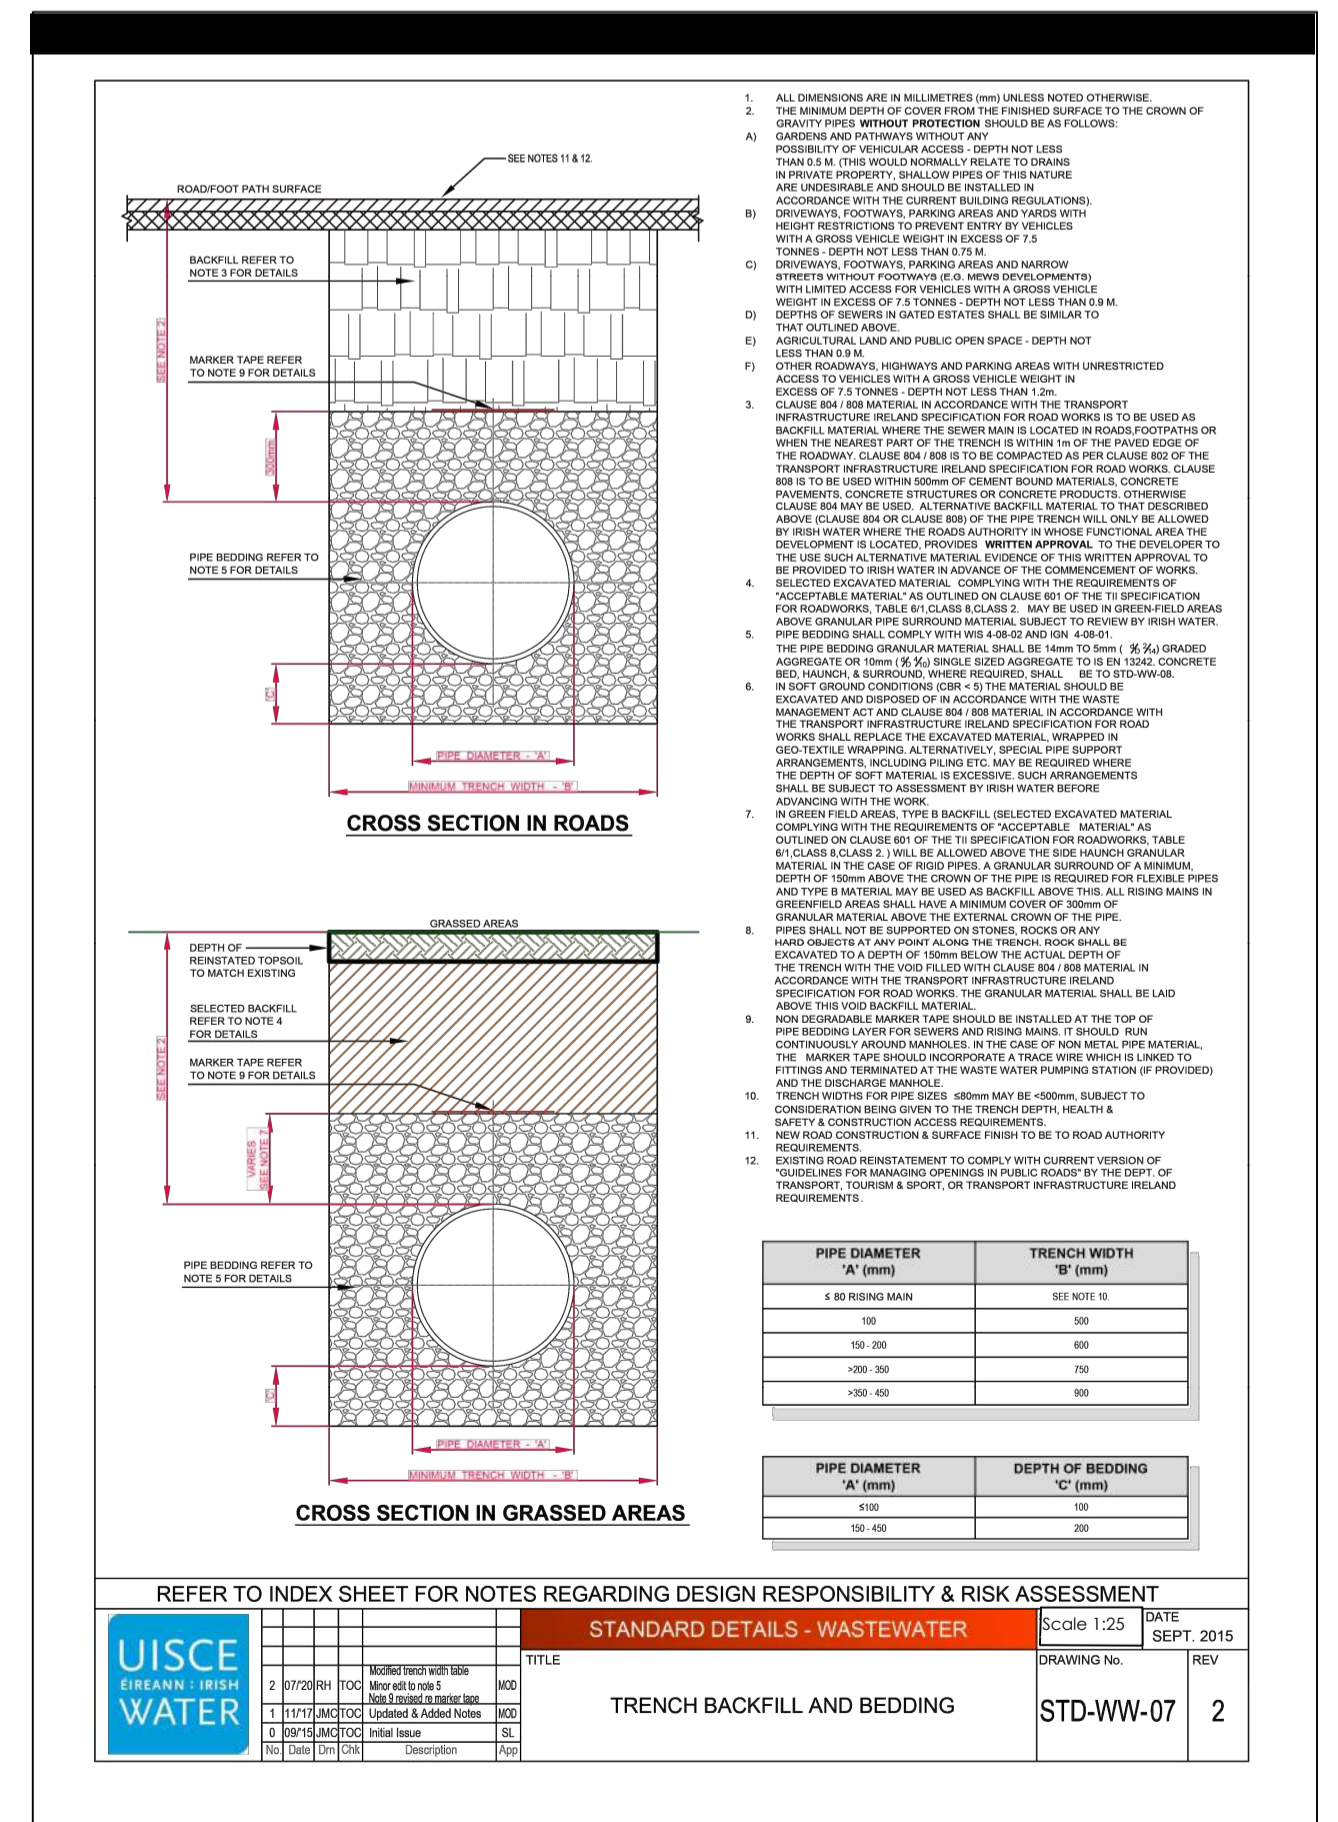 SEE NOTES 11 & 12.
ROAD/FOOT PATH SURFACE
BACKFILL REFER TO
NOTE 3 FOR DETAILS
SEE NOTE 2
MARKER TAPE REFER
TO NOTE 9 FOR DETAILS
300mm
PIPE BEDDING REFER TO
NOTE 5 FOR DETAILS
'C'
PIPE DIAMETER - 'A'
MINIMUM TRENCH WIDTH - 'B'
CROSS SECTION IN ROADS
GRASSED AREAS
DEPTH OF
REINSTATED TOPSOIL
TO MATCH EXISTING
SELECTED BACKFILL
REFER TO NOTE 4
FOR DETAILS
SEE NOTE 2
MARKER TAPE REFER
TO NOTE 9 FOR DETAILS
VARIES
SEE NOTE 7
PIPE BEDDING REFER TO
NOTE 5 FOR DETAILS
'C'
PIPE DIAMETER - 'A'
MINIMUM TRENCH WIDTH - 'B'
CROSS SECTION IN GRASSED AREAS
1. ALL DIMENSIONS ARE IN MILLIMETRES (mm) UNLESS NOTED OTHERWISE.
2. THE MINIMUM DEPTH OF COVER FROM THE FINISHED SURFACE TO THE CROWN OF
GRAVITY PIPES WITHOUT PROTECTION SHOULD BE AS FOLLOWS:
A) GARDENS AND PATHWAYS WITHOUT ANY
POSSIBILITY OF VEHICULAR ACCESS - DEPTH NOT LESS
THAN 0.5 M. (THIS WOULD NORMALLY RELATE TO DRAINS
IN PRIVATE PROPERTY, SHALLOW PIPES OF THIS NATURE
ARE UNDESIRABLE AND SHOULD BE INSTALLED IN
ACCORDANCE WITH THE CURRENT BUILDING REGULATIONS).
B) DRIVEWAYS, FOOTWAYS, PARKING AREAS AND YARDS WITH
HEIGHT RESTRICTIONS TO PREVENT ENTRY BY VEHICLES
WITH A GROSS VEHICLE WEIGHT IN EXCESS OF 7.5
TONNES - DEPTH NOT LESS THAN 0.75 M.
C) DRIVEWAYS, FOOTWAYS, PARKING AREAS AND NARROW
STREETS WITHOUT FOOTWAYS (E.G. MEWS DEVELOPMENTS)
WITH LIMITED ACCESS FOR VEHICLES WITH A GROSS VEHICLE
WEIGHT IN EXCESS OF 7.5 TONNES - DEPTH NOT LESS THAN 0.9 M.
D) DEPTHS OF SEWERS IN GATED ESTATES SHALL BE SIMILAR TO
THAT OUTLINED ABOVE.
E) AGRICULTURAL LAND AND PUBLIC OPEN SPACE - DEPTH NOT
LESS THAN 0.9 M.
F) OTHER ROADWAYS, HIGHWAYS AND PARKING AREAS WITH UNRESTRICTED
ACCESS TO VEHICLES WITH A GROSS VEHICLE WEIGHT IN
EXCESS OF 7.5 TONNES - DEPTH NOT LESS THAN 1.2m.
3. CLAUSE 804 / 808 MATERIAL IN ACCORDANCE WITH THE TRANSPORT
INFRASTRUCTURE IRELAND SPECIFICATION FOR ROAD WORKS IS TO BE USED AS
BACKFILL MATERIAL WHERE THE SEWER MAIN IS LOCATED IN ROADS,FOOTPATHS OR
WHEN THE NEAREST PART OF THE TRENCH IS WITHIN 1m OF THE PAVED EDGE OF
THE ROADWAY. CLAUSE 804 / 808 IS TO BE COMPACTED AS PER CLAUSE 802 OF THE
TRANSPORT INFRASTRUCTURE IRELAND SPECIFICATION FOR ROAD WORKS. CLAUSE
808 IS TO BE USED WITHIN 500mm OF CEMENT BOUND MATERIALS, CONCRETE
PAVEMENTS, CONCRETE STRUCTURES OR CONCRETE PRODUCTS. OTHERWISE
CLAUSE 804 MAY BE USED. ALTERNATIVE BACKFILL MATERIAL TO THAT DESCRIBED
ABOVE (CLAUSE 804 OR CLAUSE 808) OF THE PIPE TRENCH WILL ONLY BE ALLOWED
BY IRISH WATER WHERE THE ROADS AUTHORITY IN WHOSE FUNCTIONAL AREA THE
DEVELOPMENT IS LOCATED, PROVIDES WRITTEN APPROVAL TO THE DEVELOPER TO
THE USE SUCH ALTERNATIVE MATERIAL EVIDENCE OF THIS WRITTEN APPROVAL TO
BE PROVIDED TO IRISH WATER IN ADVANCE OF THE COMMENCEMENT OF WORKS.
4. SELECTED EXCAVATED MATERIAL COMPLYING WITH THE REQUIREMENTS OF
"ACCEPTABLE MATERIAL" AS OUTLINED ON CLAUSE 601 OF THE TII SPECIFICATION
FOR ROADWORKS, TABLE 6/1,CLASS 8,CLASS 2. MAY BE USED IN GREEN-FIELD AREAS
ABOVE GRANULAR PIPE SURROUND MATERIAL SUBJECT TO REVIEW BY IRISH WATER.
5. PIPE BEDDING SHALL COMPLY WITH WIS 4-08-02 AND IGN 4-08-01.
THE PIPE BEDDING GRANULAR MATERIAL SHALL BE 14mm TO 5mm ( ) GRADED
AGGREGATE OR 10mm ( ) SINGLE SIZED AGGREGATE TO IS EN 13242. CONCRETE
BED, HAUNCH, & SURROUND, WHERE REQUIRED, SHALL BE TO STD-WW-08.
6. IN SOFT GROUND CONDITIONS (CBR < 5) THE MATERIAL SHOULD BE
EXCAVATED AND DISPOSED OF IN ACCORDANCE WITH THE WASTE
MANAGEMENT ACT AND CLAUSE 804 / 808 MATERIAL IN ACCORDANCE WITH
THE TRANSPORT INFRASTRUCTURE IRELAND SPECIFICATION FOR ROAD
WORKS SHALL REPLACE THE EXCAVATED MATERIAL, WRAPPED IN
GEO-TEXTILE WRAPPING. ALTERNATIVELY, SPECIAL PIPE SUPPORT
ARRANGEMENTS, INCLUDING PILING ETC. MAY BE REQUIRED WHERE
THE DEPTH OF SOFT MATERIAL IS EXCESSIVE. SUCH ARRANGEMENTS
SHALL BE SUBJECT TO ASSESSMENT BY IRISH WATER BEFORE
ADVANCING WITH THE WORK.
7. IN GREEN FIELD AREAS, TYPE B BACKFILL (SELECTED EXCAVATED MATERIAL
COMPLYING WITH THE REQUIREMENTS OF "ACCEPTABLE MATERIAL" AS
OUTLINED ON CLAUSE 601 OF THE TII SPECIFICATION FOR ROADWORKS, TABLE
6/1,CLASS 8,CLASS 2. ) WILL BE ALLOWED ABOVE THE SIDE HAUNCH GRANULAR
MATERIAL IN THE CASE OF RIGID PIPES. A GRANULAR SURROUND OF A MINIMUM,
DEPTH OF 150mm ABOVE THE CROWN OF THE PIPE IS REQUIRED FOR FLEXIBLE PIPES
AND TYPE B MATERIAL MAY BE USED AS BACKFILL ABOVE THIS. ALL RISING MAINS IN
GREENFIELD AREAS SHALL HAVE A MINIMUM COVER OF 300mm OF
GRANULAR MATERIAL ABOVE THE EXTERNAL CROWN OF THE PIPE.
8. PIPES SHALL NOT BE SUPPORTED ON STONES, ROCKS OR ANY
HARD OBJECTS AT ANY POINT ALONG THE TRENCH. ROCK SHALL BE
EXCAVATED TO A DEPTH OF 150mm BELOW THE ACTUAL DEPTH OF
THE TRENCH WITH THE VOID FILLED WITH CLAUSE 804 / 808 MATERIAL IN
ACCORDANCE WITH THE TRANSPORT INFRASTRUCTURE IRELAND
SPECIFICATION FOR ROAD WORKS. THE GRANULAR MATERIAL SHALL BE LAID
ABOVE THIS VOID BACKFILL MATERIAL.
9. NON DEGRADABLE MARKER TAPE SHOULD BE INSTALLED AT THE TOP OF
PIPE BEDDING LAYER FOR SEWERS AND RISING MAINS. IT SHOULD RUN
CONTINUOUSLY AROUND MANHOLES. IN THE CASE OF NON METAL PIPE MATERIAL,
THE MARKER TAPE SHOULD INCORPORATE A TRACE WIRE WHICH IS LINKED TO
FITTINGS AND TERMINATED AT THE WASTE WATER PUMPING STATION (IF PROVIDED)
AND THE DISCHARGE MANHOLE.
10. TRENCH WIDTHS FOR PIPE SIZES ≤80mm MAY BE <500mm, SUBJECT TO
CONSIDERATION BEING GIVEN TO THE TRENCH DEPTH, HEALTH &
SAFETY & CONSTRUCTION ACCESS REQUIREMENTS.
11. NEW ROAD CONSTRUCTION & SURFACE FINISH TO BE TO ROAD AUTHORITY
REQUIREMENTS.
12. EXISTING ROAD REINSTATEMENT TO COMPLY WITH CURRENT VERSION OF
"GUIDELINES FOR MANAGING OPENINGS IN PUBLIC ROADS" BY THE DEPT. OF
TRANSPORT, TOURISM & SPORT, OR TRANSPORT INFRASTRUCTURE IRELAND
REQUIREMENTS.
PIPE DIAMETER 'A' (mm) TRENCH WIDTH 'B' (mm)
≤ 80 RISING MAIN SEE NOTE 10.
100 500
150 - 200 600
>200 - 350 750
>350 - 450 900
PIPE DIAMETER 'A' (mm) DEPTH OF BEDDING 'C' (mm)
≤100 100
150 - 450 200
REFER TO INDEX SHEET FOR NOTES REGARDING DESIGN RESPONSIBILITY & RISK ASSESSMENT
UISCE
ÉIREANN : IRISH
WATER
2 07/'20 RH TOC Modified trench width table
Minor edit to note 5
Note 9 revised re marker tape MOD
1 11/'17 JMC TOC Updated & Added Notes MOD
0 09/'15 JMC TOC Initial Issue SL
No. Date Drn Chk Description App
STANDARD DETAILS - WASTEWATER
TITLE
TRENCH BACKFILL AND BEDDING
Scale 1:25
DATE
SEPT. 2015
DRAWING No.
STD-WW-07
REV
2